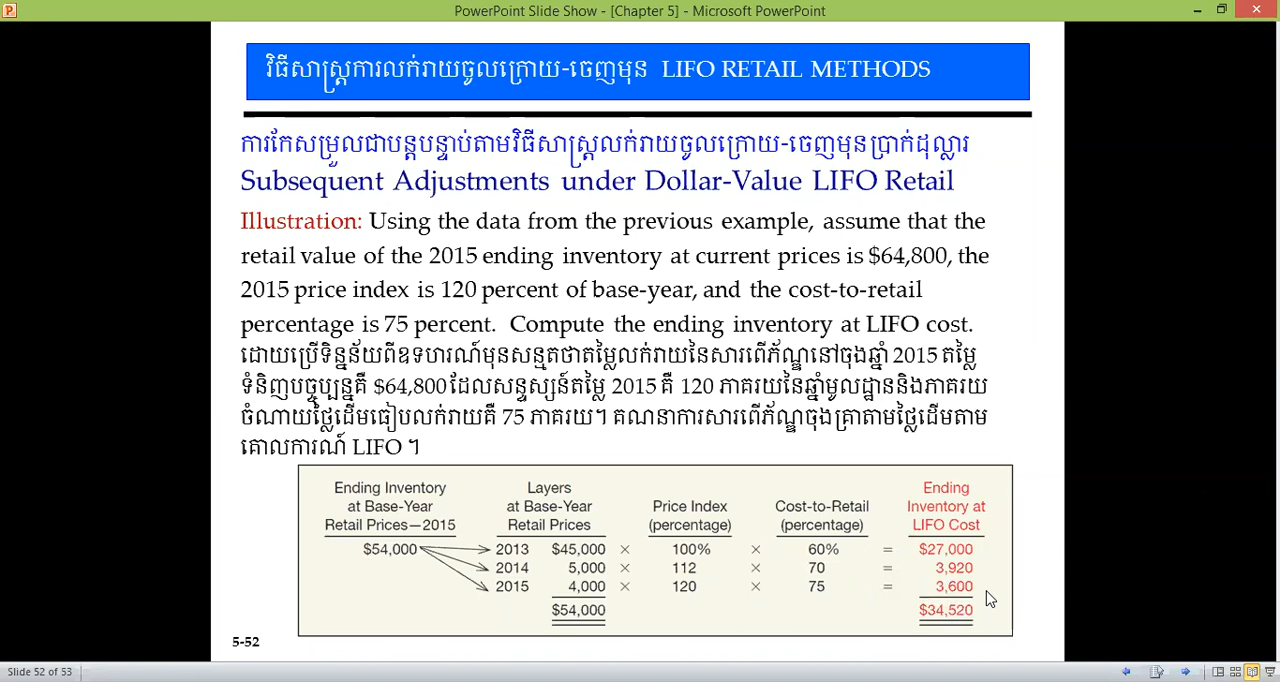 PowerPoint Slide Show - [Chapter 5] - Microsoft PowerPoint
វិធីសាស្ត្រការលក់រាយចូលក្រោយ-ចេញមុន LIFO RETAIL METHODS
ការកែសម្រួលជាបន្តបន្ទាប់តាមវិធីសាស្ត្រលក់រាយចូលក្រោយ-ចេញមុនប្រាក់ដុល្លារ
Subsequent Adjustments under Dollar-Value LIFO Retail
Illustration: Using the data from the previous example, assume that the
retail value of the 2015 ending inventory at current prices is $64,800, the
2015 price index is 120 percent of base-year, and the cost-to-retail
percentage is 75 percent. Compute the ending inventory at LIFO cost.
ដោយប្រើទិន្នន័យពីឧទហរណ៍មុនសន្មតថាតម្លៃលក់រាយនៃសារពើភ័ណ្ឌនៅចុងឆ្នាំ 2015 តម្លៃ
ទំនិញបច្ចុប្បន្នគឺ $64,800ដែលសន្ទស្សន៍តម្លៃ 2015 គឺ 120 ភាគរយនៃឆ្នាំមូលដ្ឋាននិងភាគរយ
ចំណាយថ្លៃដើមធៀបលក់រាយគឺ 75 ភាគរយ។ គណនាការសារពើភ័ណ្ឌចុងគ្រាតាមថ្លៃដើមតាម
គោលការណ៍ LIFO ។
Ending Inventory Layers Ending
at Base-Year at Base-Year Price Index Cost-to-Retail Inventory at
Retail Prices—2015 Retail Prices (percentage) (percentage) LIFO Cost
$54,000 2013 $45,000 × 100% × 60% = $27,000
2014 5,000 × 112 × 70 = 3,920
2015 4,000 × 120 × 75 = 3,600
$54,000 $34,520
5-52
Slide 52 of 53